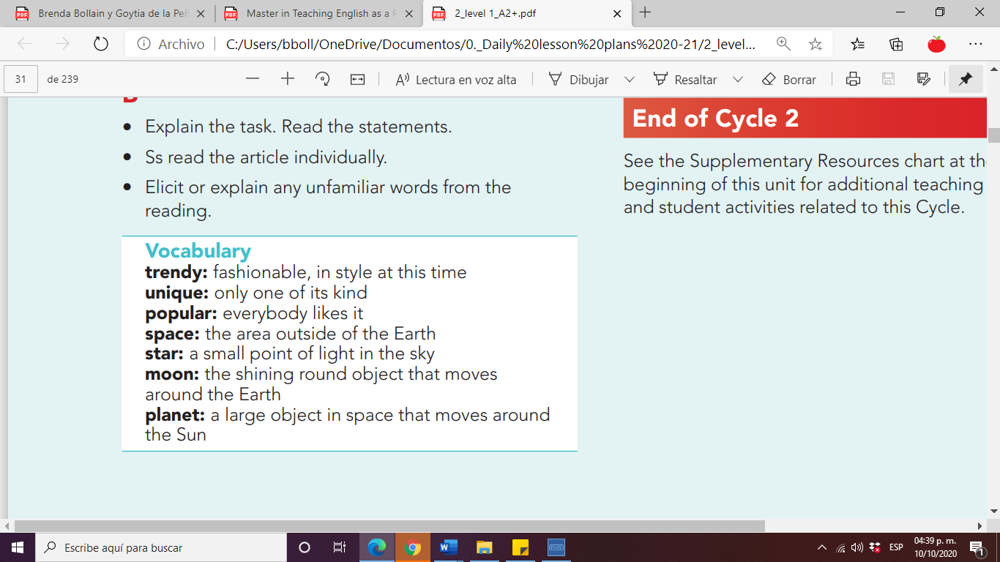 Brenda Bollain y Goytia de la Pe
Master in Teaching English as a
2_level 1_A2+.pdf
Archivo
C:/Users/bboll/OneDrive/Documentos/0._Daily%20lesson%20plans%2020-21/2_level...
31
de 239
Lectura en voz alta
Dibujar
Resaltar
Borrar
B
Explain the task. Read the statements.
Ss read the article individually.
Elicit or explain any unfamiliar words from the
reading.
Vocabulary
trendy: fashionable, in style at this time
unique: only one of its kind
popular: everybody likes it
space: the area outside of the Earth
star: a small point of light in the sky
moon: the shining round object that moves
around the Earth
planet: a large object in space that moves around
the Sun
End of Cycle 2
See the Supplementary Resources chart at th
beginning of this unit for additional teaching
and student activities related to this Cycle.
Escribe aquí para buscar
PLUS
ESP
04:39 p. m.
10/10/2020
1